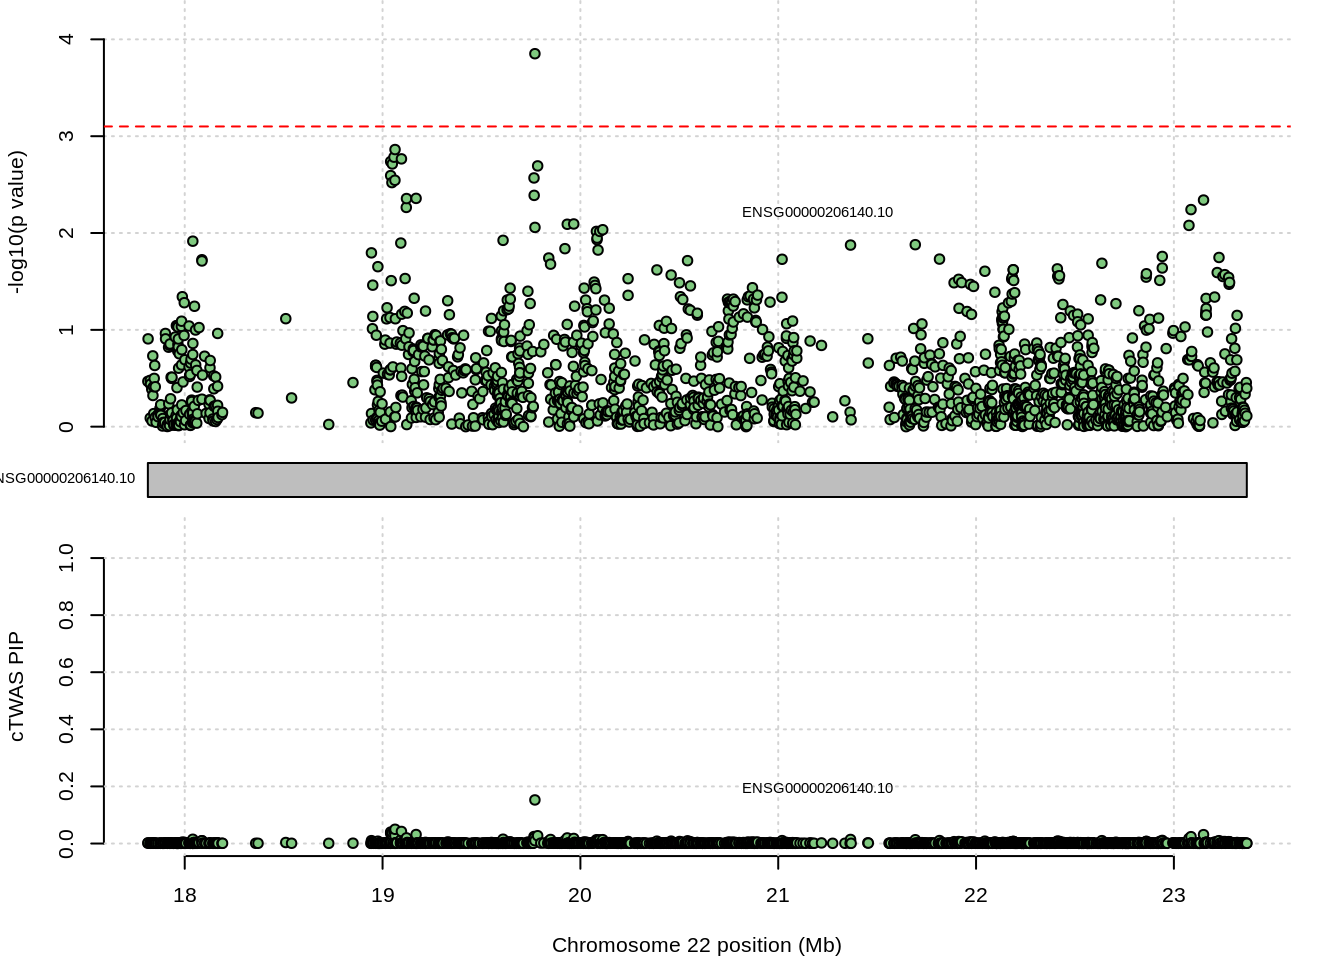 4
3
2
1
0
-log10(p value)
ENSG00000206140.10
NSG00000206140.10
1.0
0.8
0.6
0.4
0.2
0.0
cTWAS PIP
ENSG00000206140.10
18 19 20 21 22 23
Chromosome 22 position (Mb)